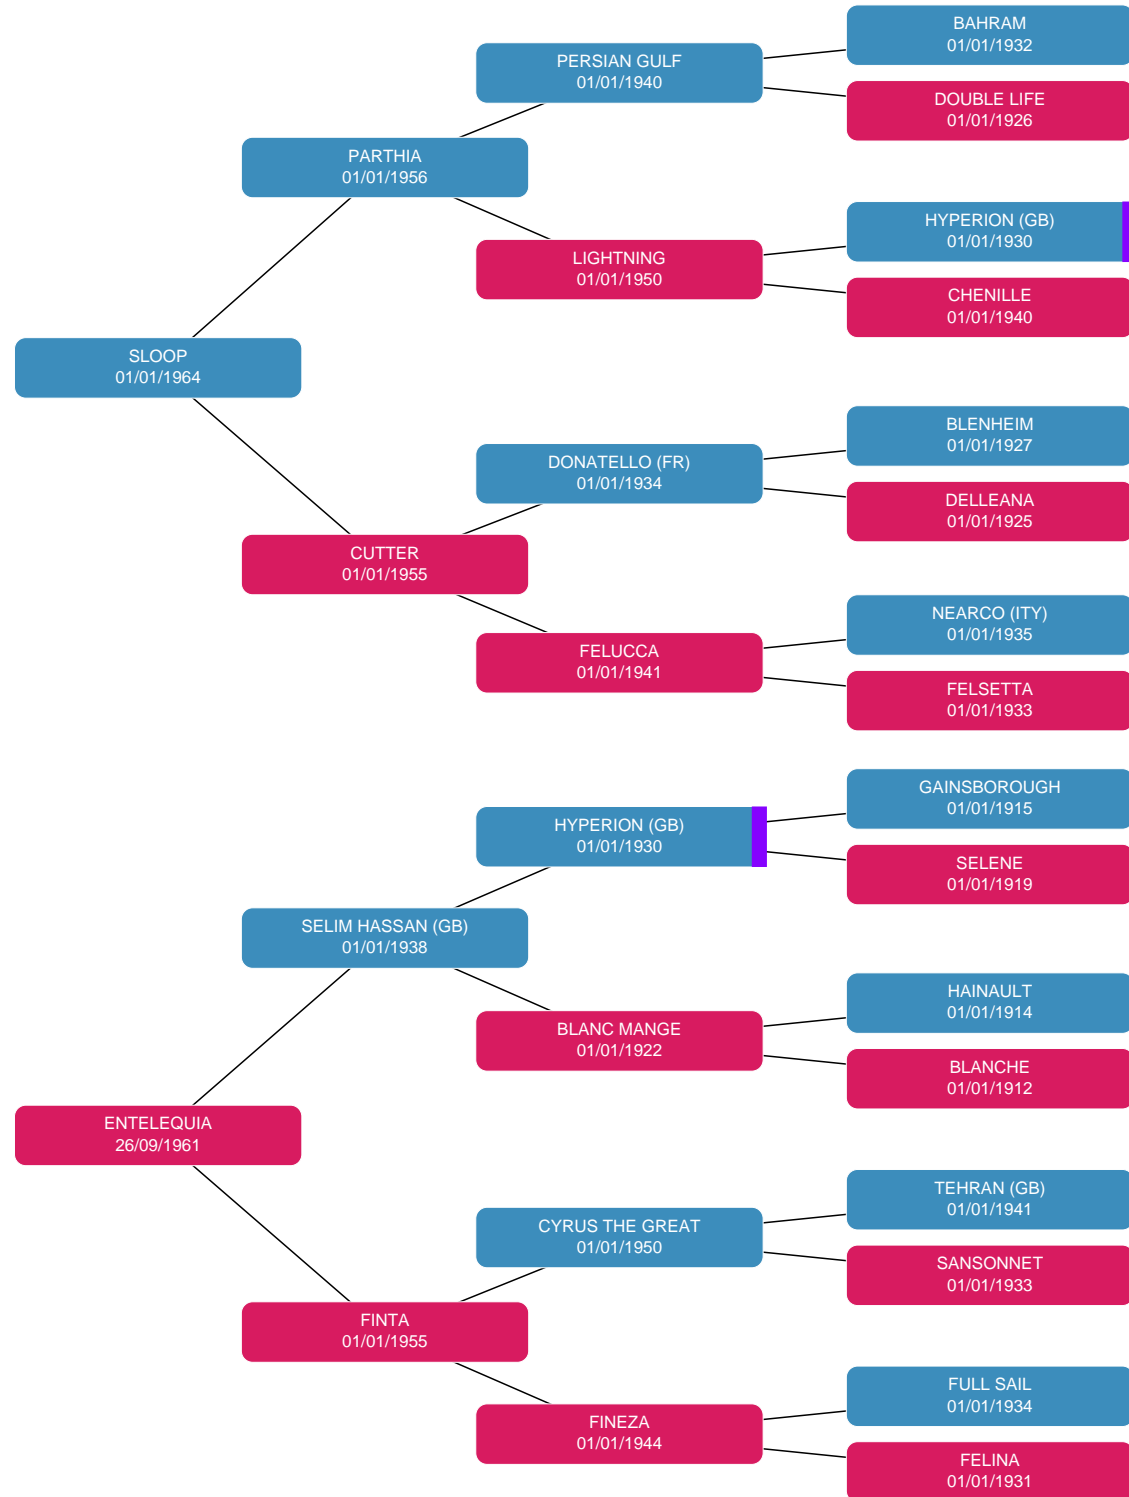 BAHRAM
01/01/1932
PERSIAN GULF
01/01/1940
DOUBLE LIFE
01/01/1926
PARTHIA
01/01/1956
HYPERION (GB)
01/01/1930
LIGHTNING
01/01/1950
CHENILLE
01/01/1940
SLOOP
01/01/1964
BLENHEIM
01/01/1927
DONATELLO (FR)
01/01/1934
DELLEANA
01/01/1925
CUTTER
01/01/1955
NEARCO (ITY)
01/01/1935
FELUCCA
01/01/1941
FELSETTA
01/01/1933
GAINSBOROUGH
01/01/1915
HYPERION (GB)
01/01/1930
SELENE
01/01/1919
SELIM HASSAN (GB)
01/01/1938
HAINAULT
01/01/1914
BLANC MANGE
01/01/1922
BLANCHE
01/01/1912
ENTELEQUIA
26/09/1961
TEHRAN (GB)
01/01/1941
CYRUS THE GREAT
01/01/1950
SANSONNET
01/01/1933
FINTA
01/01/1955
FULL SAIL
01/01/1934
FINEZA
01/01/1944
FELINA
01/01/1931